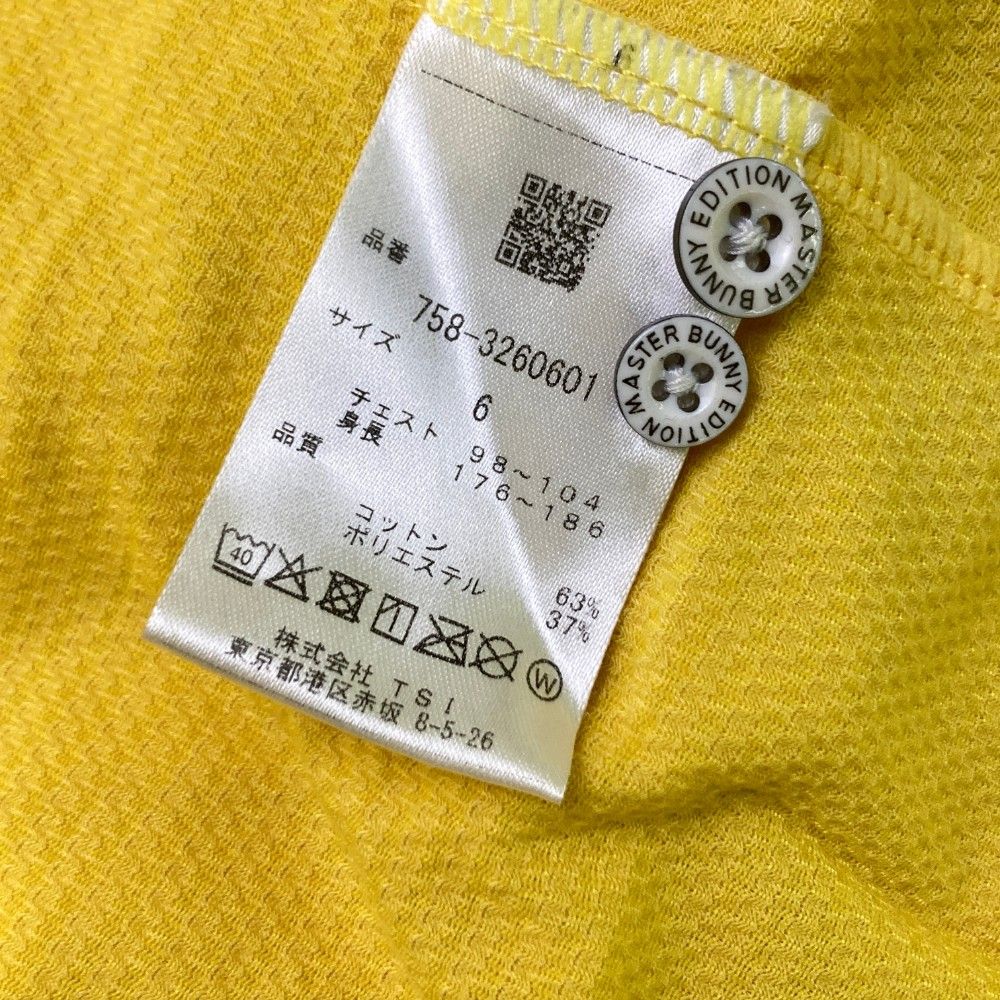 品番
758-3260601
サイズ
6
チェスト 98~104
身長 176~186
品質
コットン 63%
ポリエステル 37%
40
W
株式会社 TSI
東京都港区赤坂 8-5-26
MASTER BUNNY EDITION
MASTER BUNNY EDITION